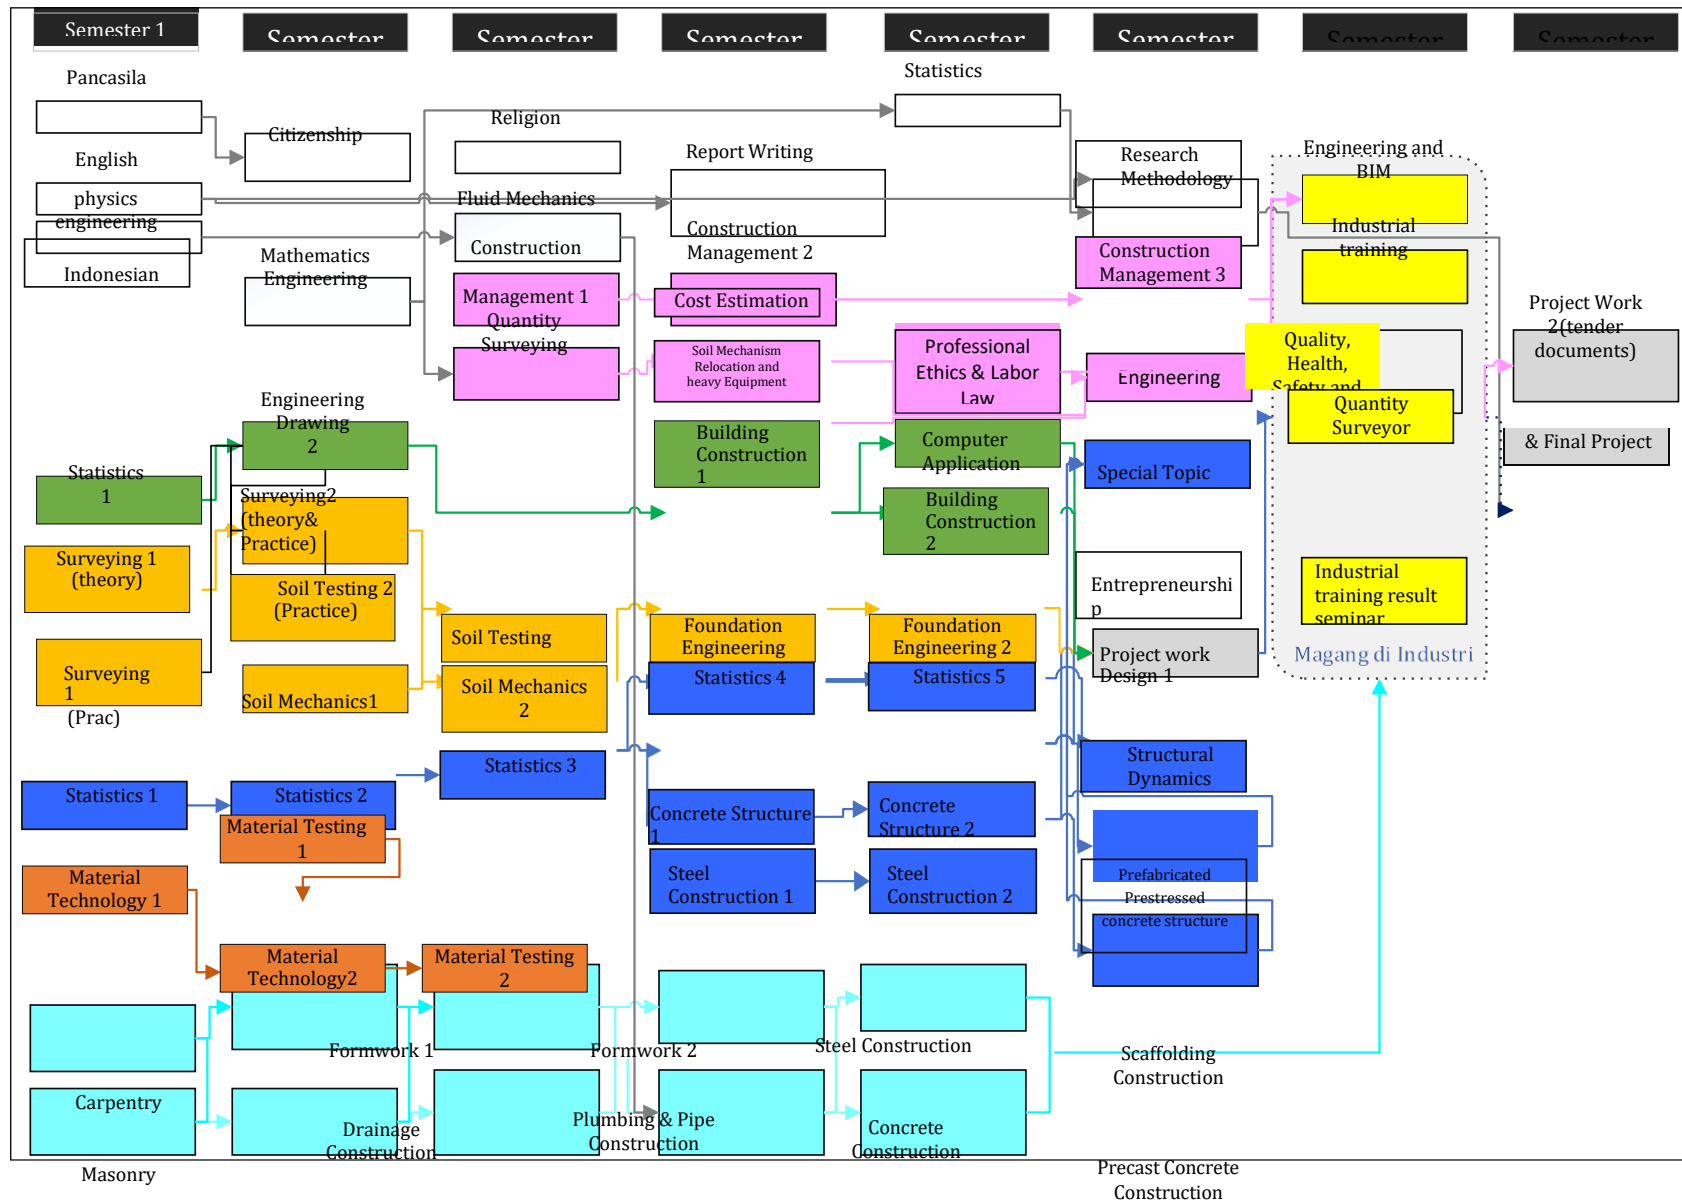 Semester 1
Semester
Semester
Semester
Semester
Semester
Semester
Semester
Pancasila
Citizenship
English
physics
engineering
Indonesian
Mathematics
Engineering
Religion
Fluid Mechanics
Construction
Management 1
Quantity
Surveying
Report Writing
Construction
Management 2
Cost Estimation
Soil Mechanism
Relocation and
heavy Equipment
Statistics
Professional
Ethics & Labor
Law
Research
Methodology
Construction
Management 3
Engineering
Engineering and
BIM
Industrial
training
Quality,
Health,
Safety and
Quantity
Surveyor
Project Work
2(tender
documents)
& Final Project
Engineering
Drawing
2
Statistics
1
Building
Construction
1
Computer
Application
Building
Construction
2
Special Topic
Surveying 1
(theory)
Surveying2
(theory&
Practice)
Soil Testing 2
(Practice)
Surveying
1
(Prac)
Soil Mechanics1
Soil Testing
Soil Mechanics
2
Foundation
Engineering
Foundation
Engineering 2
Entrepreneurshi
p
Project work
Design 1
Industrial
training result
seminar
Magang di Industri
Statistics 1
Statistics 2
Statistics 3
Statistics 4
Statistics 5
Structural
Dynamics
Concrete Structure
1
Concrete
Structure 2
Steel
Construction 1
Steel
Construction 2
Prefabricated
Prestressed
concrete structure
Material Testing
1
Material
Technology 1
Material
Technology2
Material Testing
2
Formwork 1
Formwork 2
Steel Construction
Scaffolding
Construction
Carpentry
Drainage
Construction
Plumbing & Pipe
Construction
Concrete
Construction
Masonry
Precast Concrete
Construction